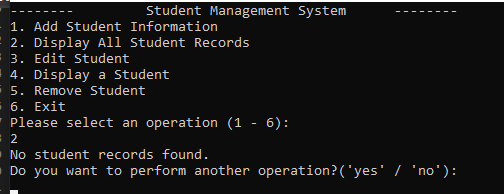 --------        Student Management System       --------
1. Add Student Information
2. Display All Student Records
3. Edit Student
4. Display a Student
5. Remove Student
6. Exit
Please select an operation (1 - 6):
2
No student records found.
Do you want to perform another operation?('yes' / 'no'):